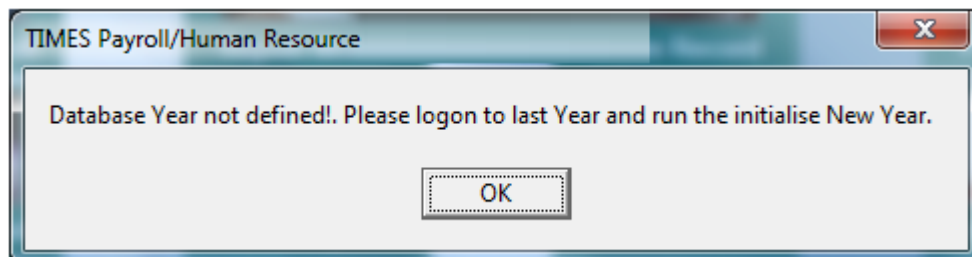 TIMES Payroll/Human Resource
Database Year not defined!. Please logon to last Year and run the initialise New Year.
OK